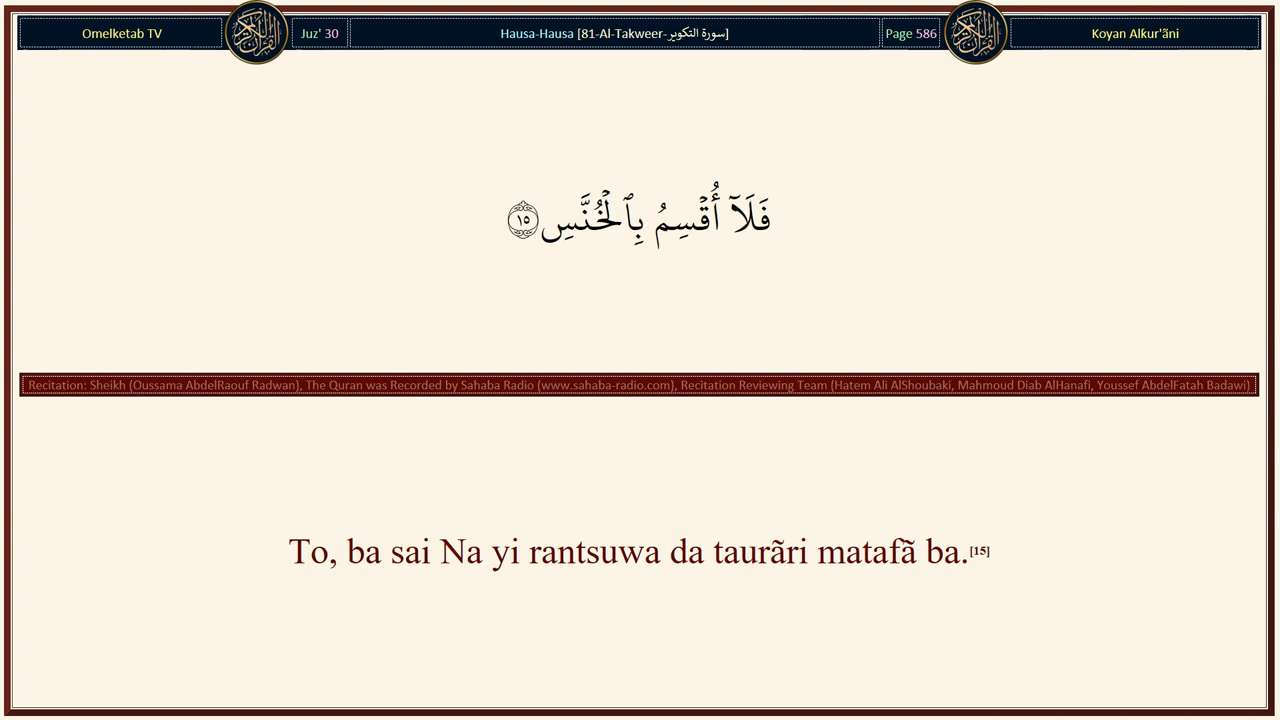 Omelketab TV
Juz' 30
Hausa-Hausa [81-Al-Takweer-سورة التكوير]
Page 586
Koyan Alƙur'ãni
فَلَآ أُقۡسِمُ بِٱلۡخُنَّسِ ١٥
Recitation: Sheikh (Oussama AbdelRaouf Radwan), The Quran was Recorded by Sahaba Radio (www.sahaba-radio.com), Recitation Reviewing Team (Hatem Ali AlShoubaki, Mahmoud Diab AlHanafi, Youssef AbdelFatah Badawi)
To, ba sai Na yi rantsuwa da taurãri matafã ba.[15]